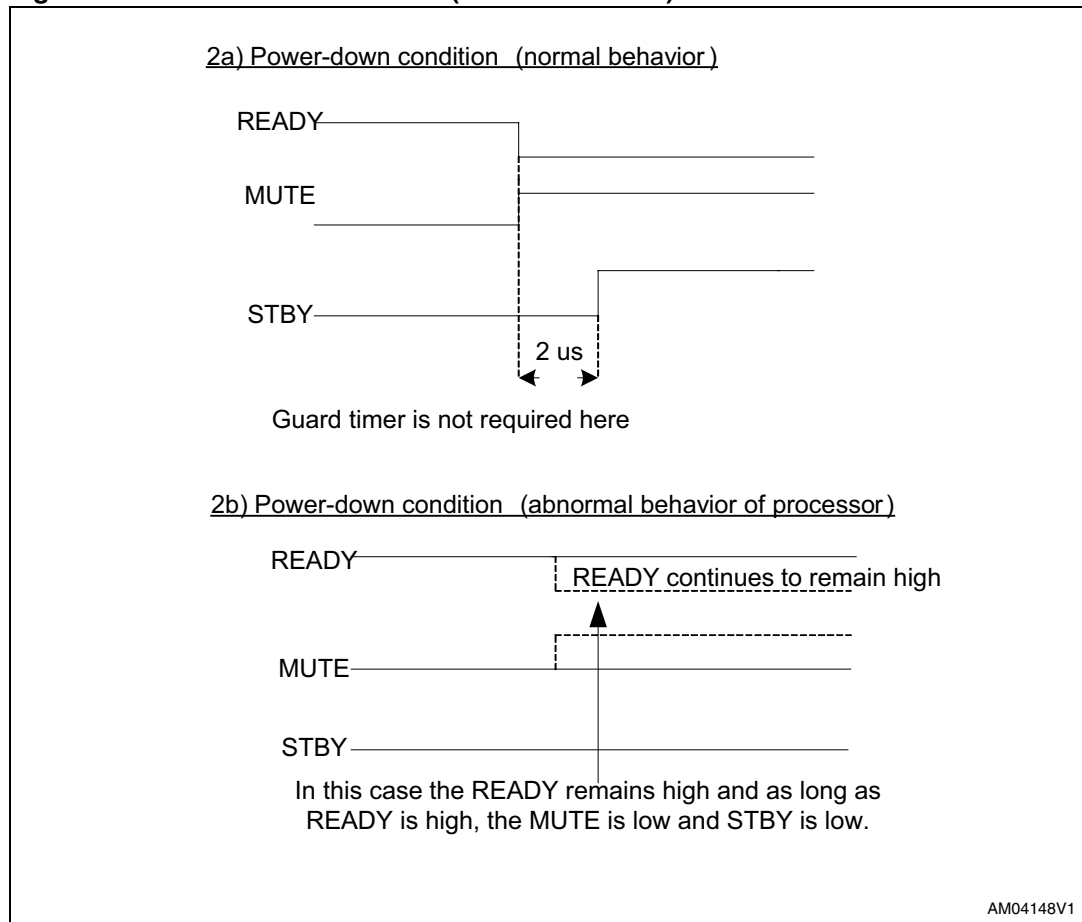 2a) Power-down condition (normal behavior)
READY
MUTE
STBY
2 us
Guard timer is not required here
2b) Power-down condition (abnormal behavior of processor)
READY
READY continues to remain high
MUTE
STBY
In this case the READY remains high and as long as
READY is high, the MUTE is low and STBY is low.
AM04148V1